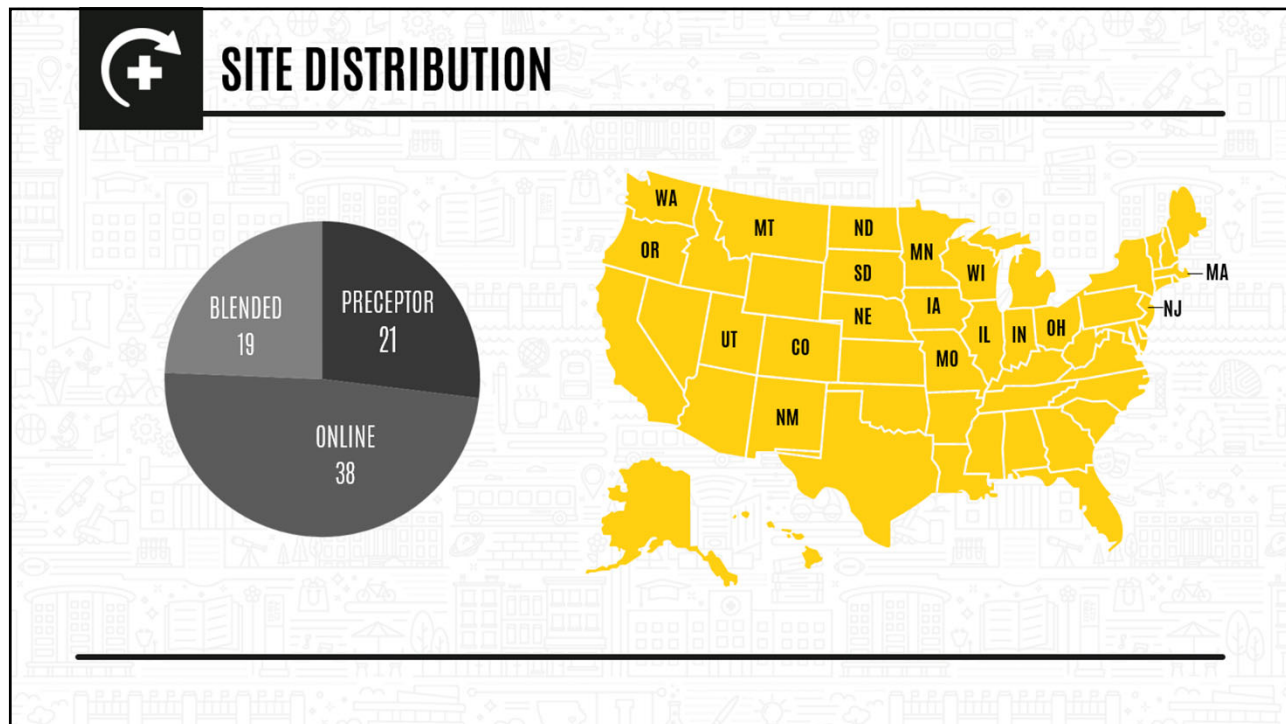 SITE DISTRIBUTION
BLENDED
19
PRECEPTOR
21
ONLINE
38
WA
MT
ND
MN
OR
SD
WI
MA
NE
IA
NJ
UT
CO
IL
IN
OH
MO
NM